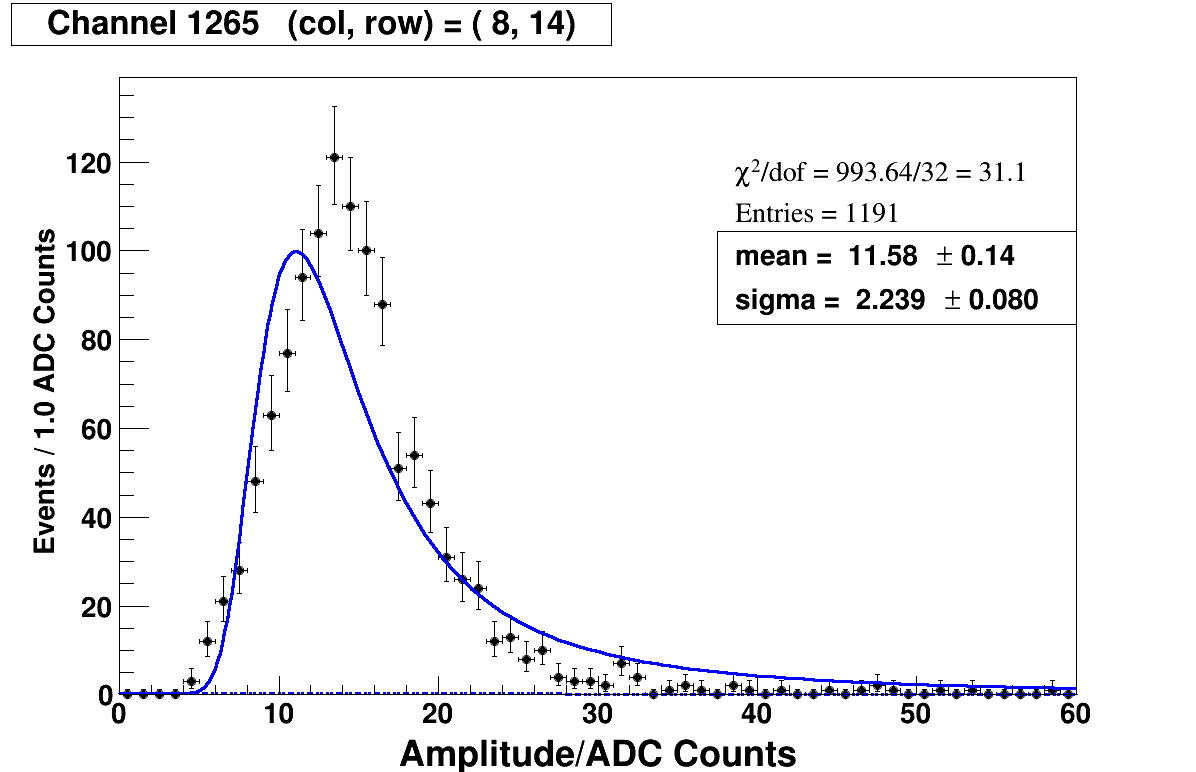 Channel 1265 (col, row) = ( 8, 14)
χ²/dof = 993.64/32 = 31.1
Entries = 1191
mean = 11.58 ± 0.14
sigma = 2.239 ± 0.080
Events / 1.0 ADC Counts
120
100
80
60
40
20
0
0 10 20 30 40 50 60
Amplitude/ADC Counts